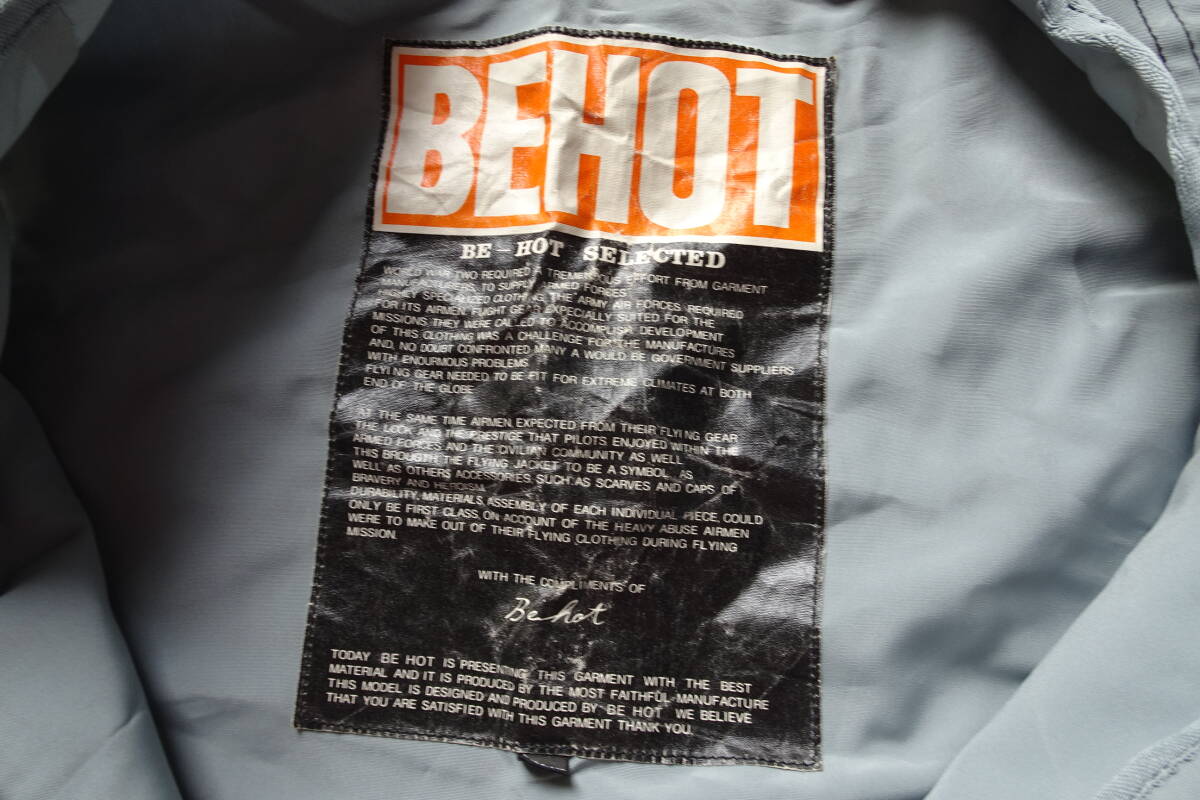 BEHOT
BE-HOT SELECTED
WORLD WAR TWO REQUIRED A TREMENDOUS EFFORT FROM GARMENT
MANUFACTURERS, TO SUPPLY ARMED FORCES
HIGHLY SPECIALIZED CLOTHING, THE ARMY AIR FORCES REQUIRED
FOR ITS AIRMEN, FLIGHT GEAR EXPECIALLY SUITED FOR THE
MISSIONS THEY WERE CALLED TO ACCOMPLISH. DEVELOPMENT
OF THIS CLOTHING WAS A CHALLENGE FOR THE MANUFACTURES
AND, NO DOUBT CONFRONTED MANY A WOULD BE GOVERNMENT SUPPLIERS
WITH ENOURMOUS PROBLEMS.
FLYING GEAR NEEDED TO BE FIT FOR EXTREME CLIMATES AT BOTH
END OF THE GLOBE.
AT THE SAME TIME AIRMEN, EXPECTED FROM THEIR FLYING GEAR
THE LOOK AND THE PRESTIGE THAT PILOTS ENJOYED WITHIN THE
ARMED FORCES AND THE CIVILIAN COMMUNITY AS WELL
THIS BROUGTH THE FLYING JACKET TO BE A SYMBOL, AS
WELL AS OTHERS ACCESSORIES SUCH AS SCARVES AND CAPS OF
BRAVERY AND HEROISM.
DURABILITY, MATERIALS, ASSEMBLY OF EACH INDIVIDUAL PIECE, COULD
ONLY BE FIRST CLASS, ON ACCOUNT OF THE HEAVY ABUSE AIRMEN
WERE TO MAKE OUT OF THEIR FLYING CLOTHING DURING FLYING
MISSION.
WITH THE COMPLIMENTS OF
Behot
TODAY BE HOT IS PRESENTING THIS GARMENT WITH THE BEST
MATERIAL AND IT IS PRODUCED BY THE MOST FAITHFUL MANUFACTURE
THIS MODEL IS DESIGNED AND PRODUCED BY BE HOT WE BELIEVE
THAT YOU ARE SATISFIED WITH THIS GARMENT THANK YOU.